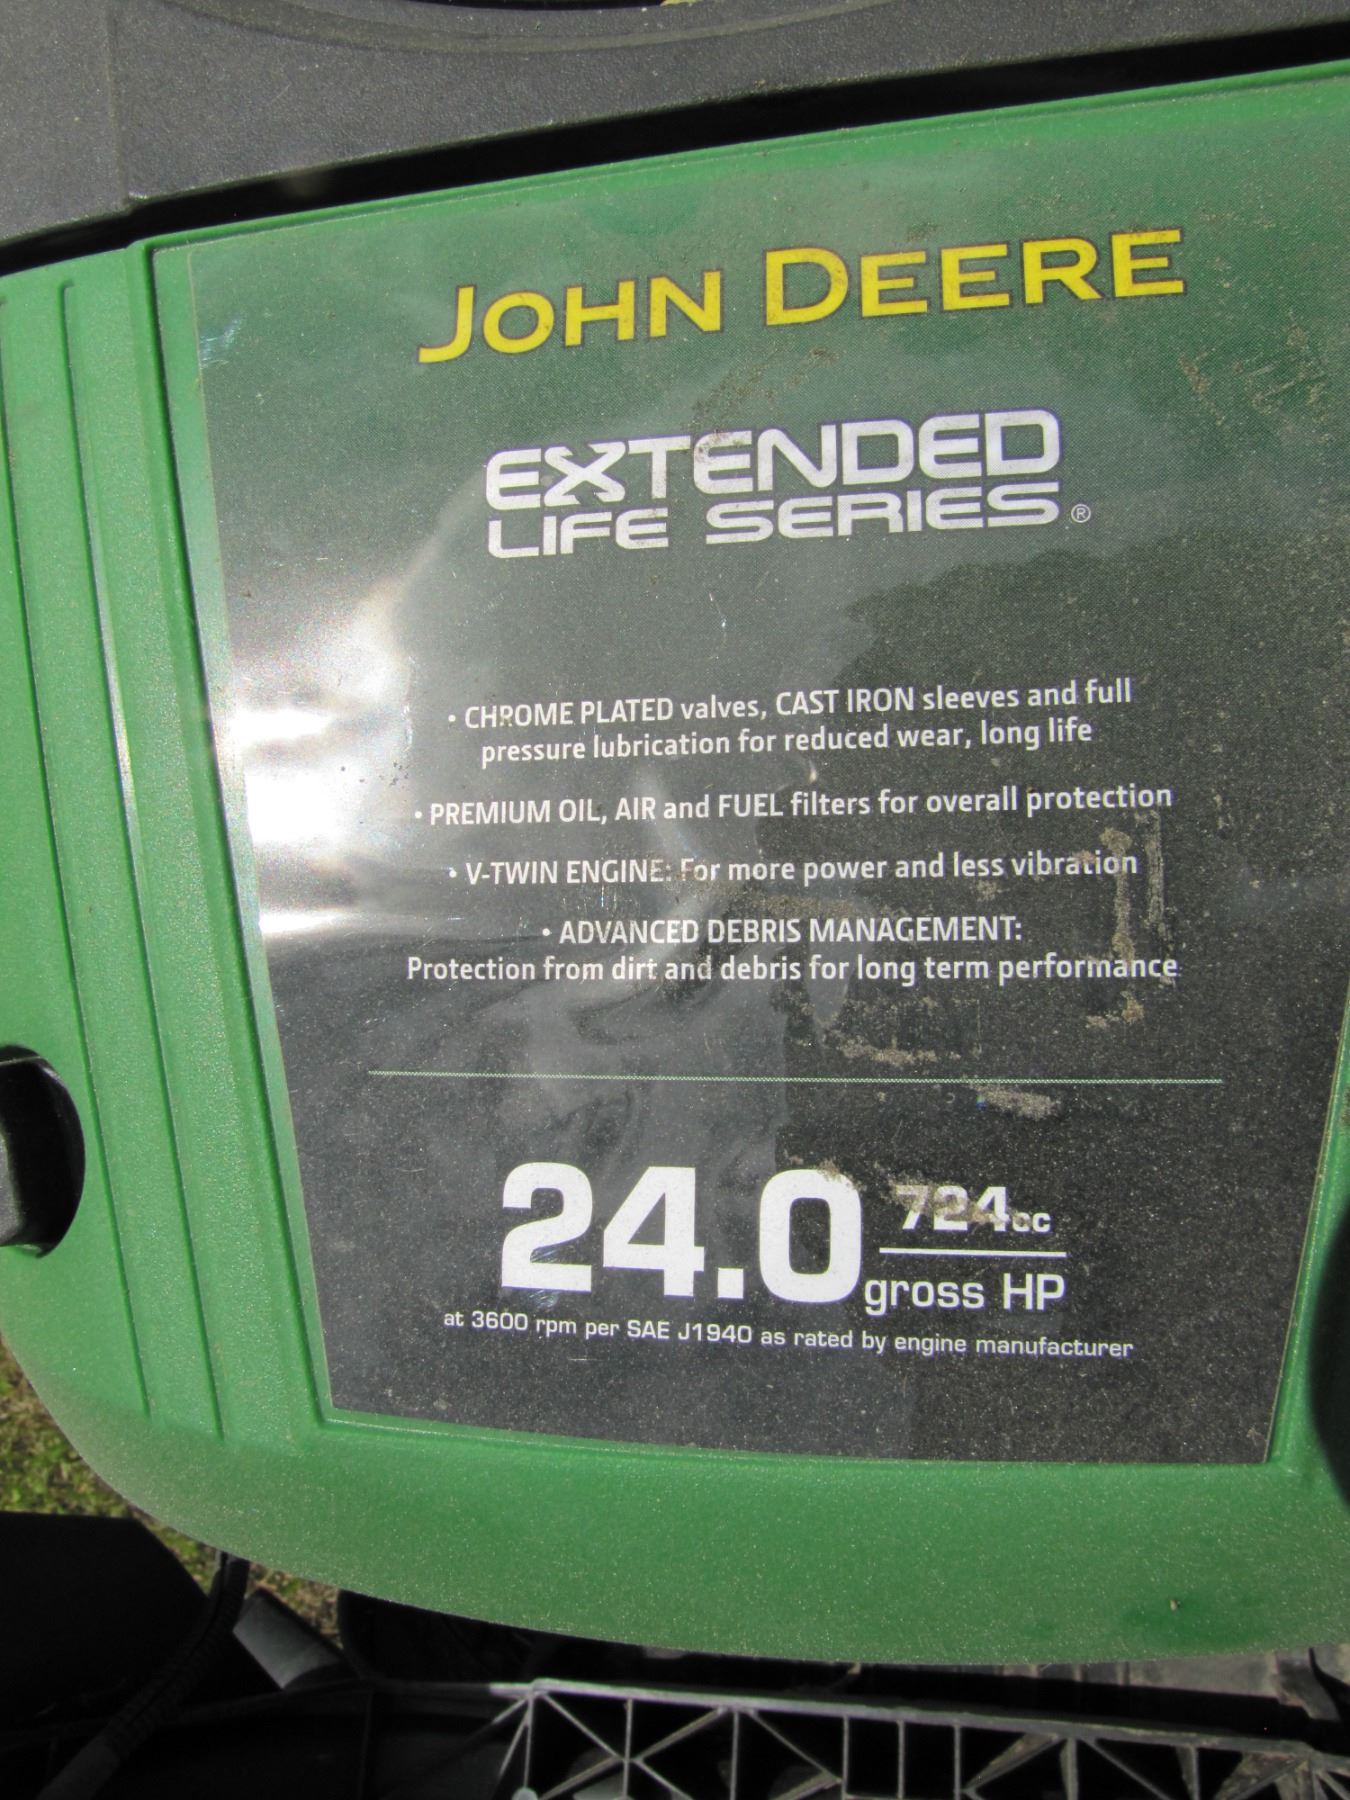 JOHN DEERE
EXTENDED
LIFE SERIES®
• CHROME PLATED valves, CAST IRON sleeves and full
pressure lubrication for reduced wear, long life
• PREMIUM OIL, AIR and FUEL filters for overall protection
• V-TWIN ENGINE: For more power and less vibration
• ADVANCED DEBRIS MANAGEMENT:
Protection from dirt and debris for long term performance
24.0 724cc
gross HP
at 3600 rpm per SAE J1940 as rated by engine manufacturer